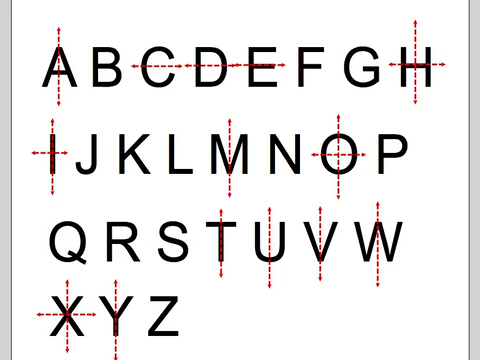 A B C D E F G H
I J K L M N O P
Q R S T U V W
X Y Z